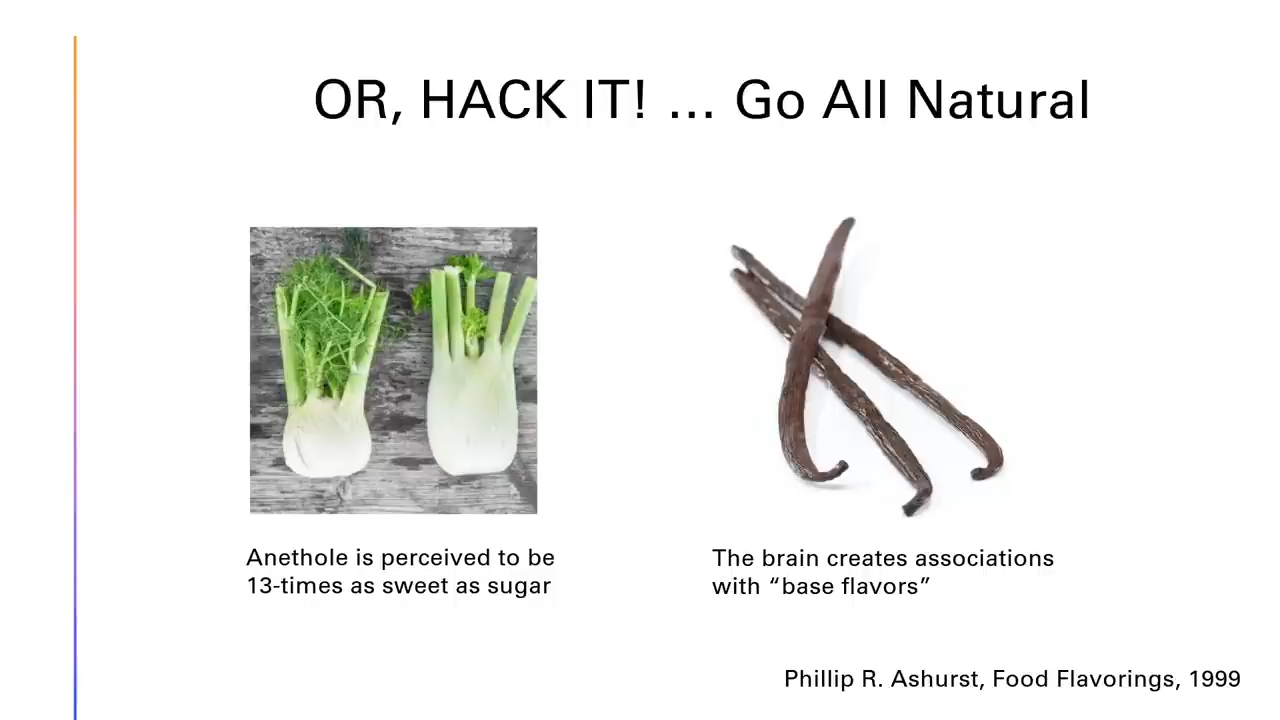 OR, HACK IT! ... Go All Natural
Anethole is perceived to be
13-times as sweet as sugar
The brain creates associations
with “base flavors”
Phillip R. Ashurst, Food Flavorings, 1999